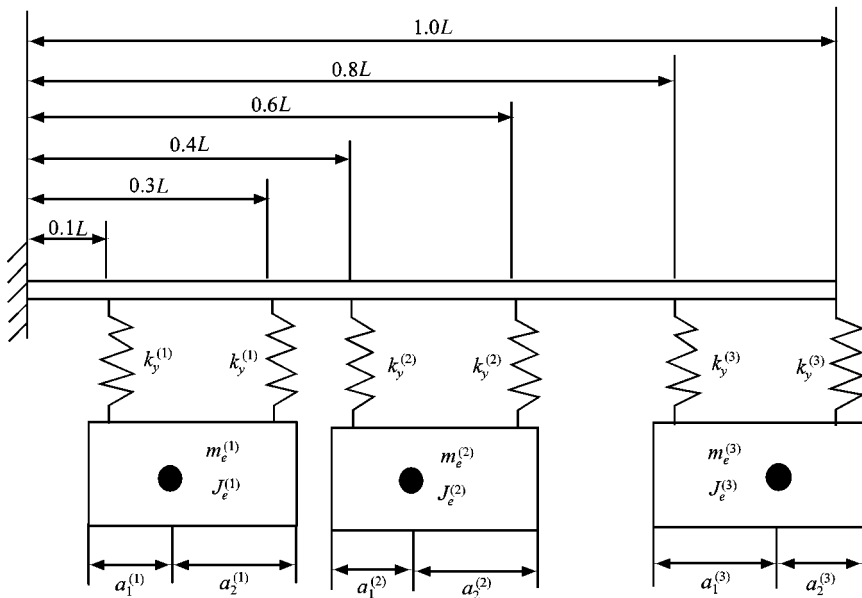 1.0L
0.8L
0.6L
0.4L
0.3L
0.1L
k_y^{(1)} k_y^{(1)} k_y^{(2)} k_y^{(2)} k_y^{(3)} k_y^{(3)}
m_e^{(1)} m_e^{(2)} m_e^{(3)}
J_e^{(1)} J_e^{(2)} J_e^{(3)}
a_1^{(1)} a_2^{(1)} a_1^{(2)} a_2^{(2)} a_1^{(3)} a_2^{(3)}